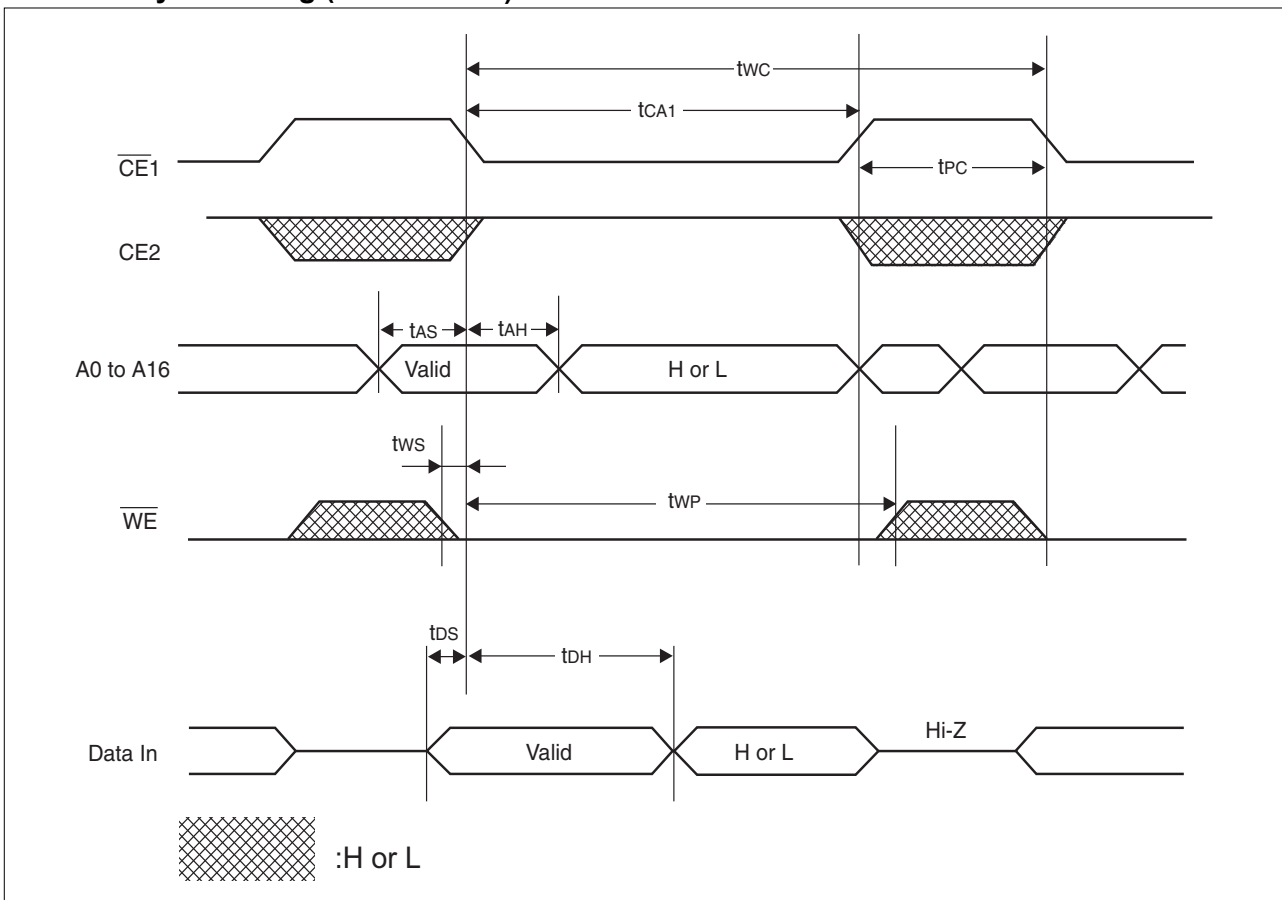 tWC
tCA1
CE1
tPC
CE2
tAS
tAH
A0 to A16
Valid
H or L
tWS
tWP
WE
tDS
tDH
Data In
Valid
H or L
Hi-Z
:H or L